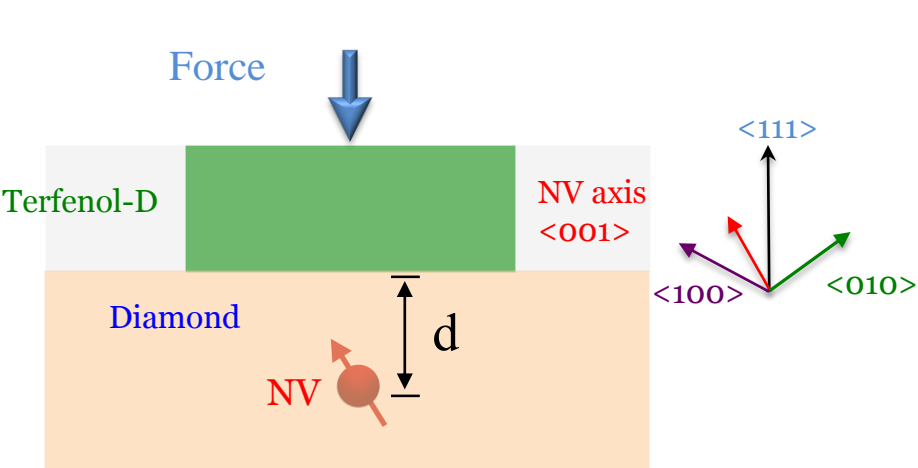 Force
<111>
Terfenol-D
NV axis
<001>
<100>
<010>
Diamond
d
NV